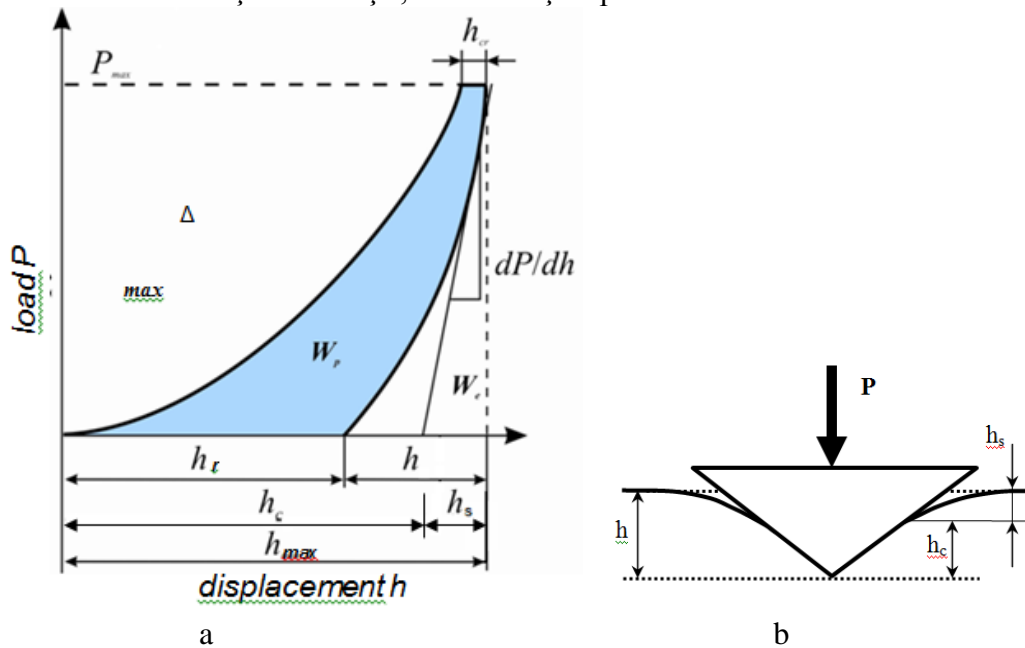 h_cr
P_max
Δ
max
load P
dP/dh
W_p
W_e
h_r
h
h_c
h_s
h_max
displacement h
a
P
h_s
h
h_c
b